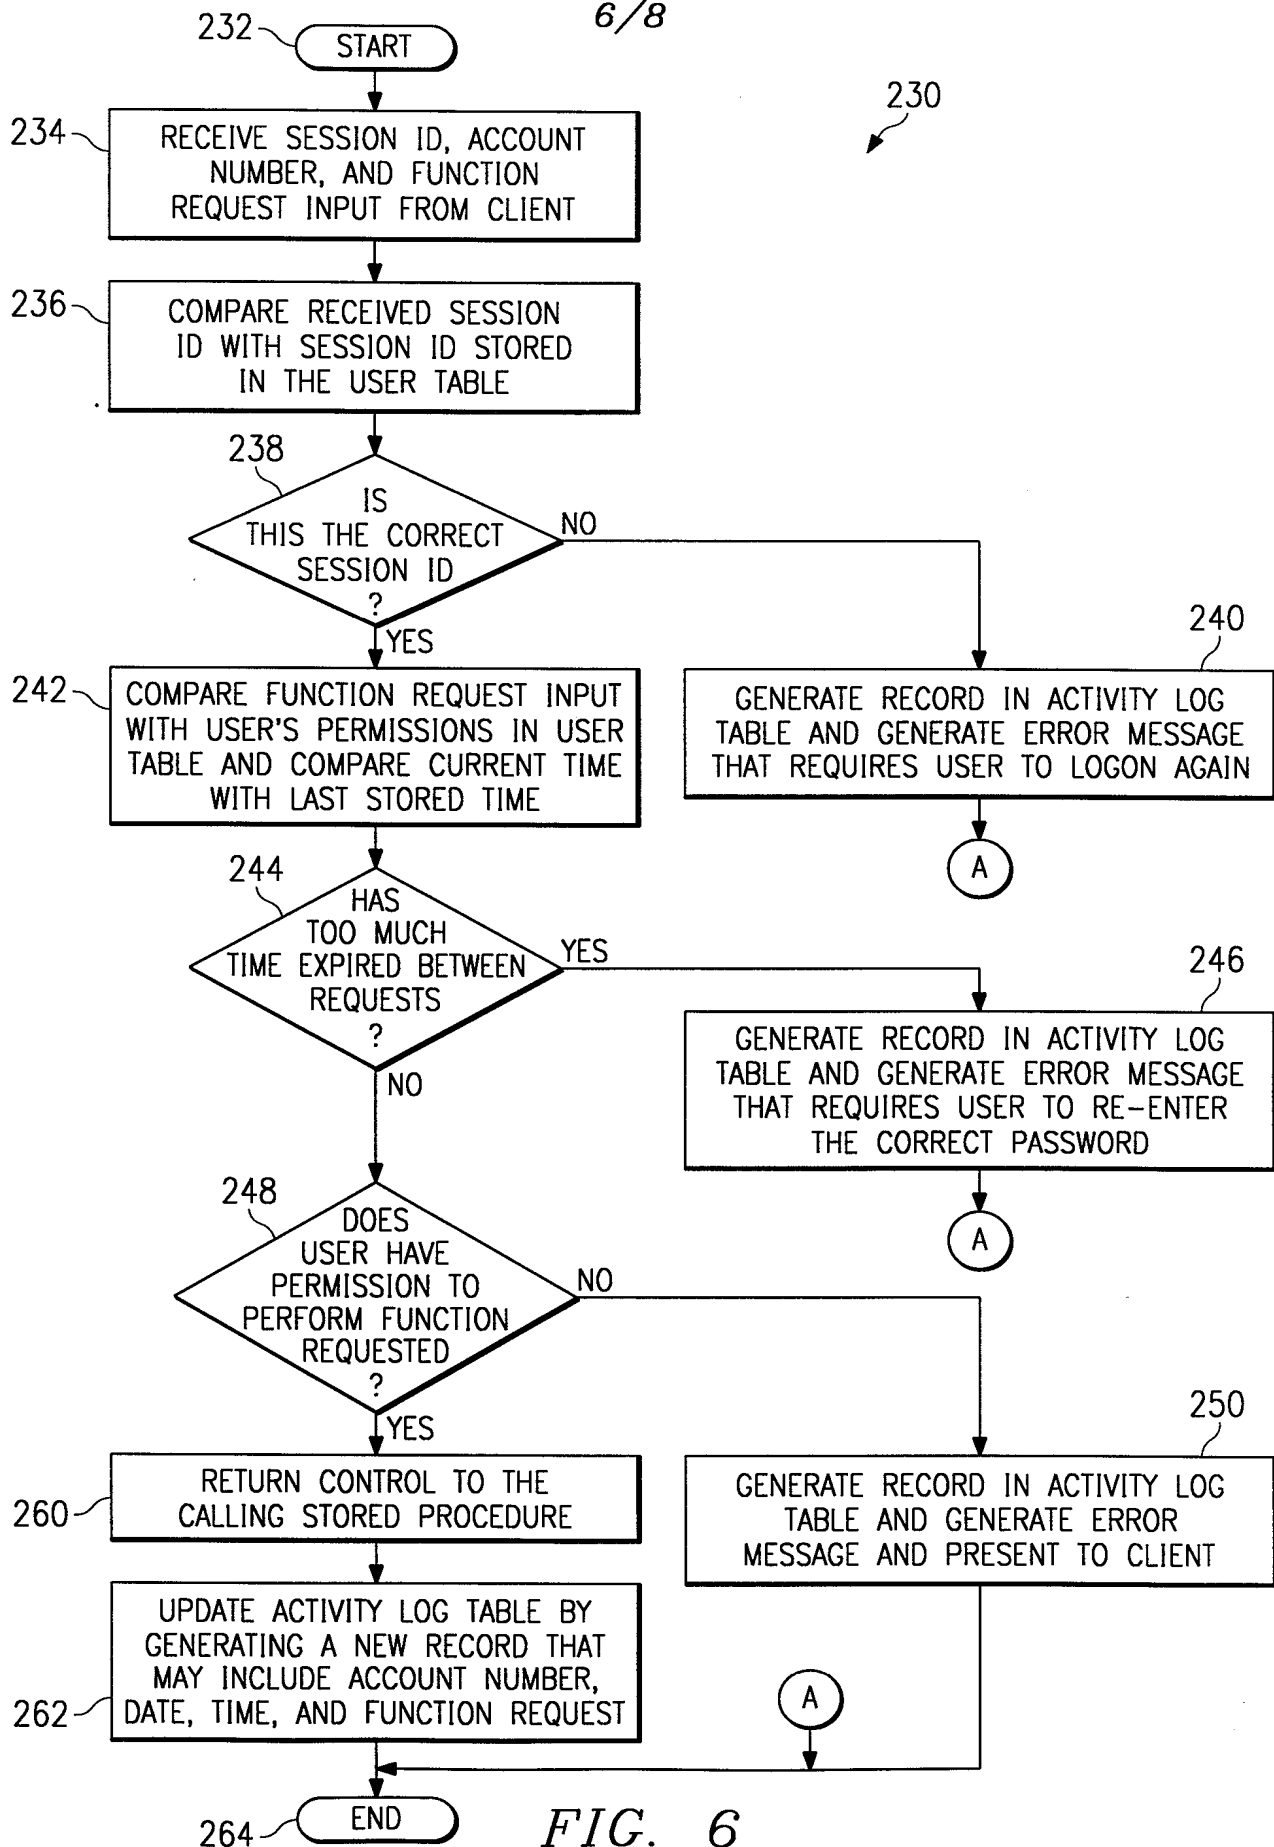 6/8
232
START
230
234
RECEIVE SESSION ID, ACCOUNT
NUMBER, AND FUNCTION
REQUEST INPUT FROM CLIENT
236
COMPARE RECEIVED SESSION
ID WITH SESSION ID STORED
IN THE USER TABLE
238
IS
THIS THE CORRECT
SESSION ID
?
NO
YES
240
GENERATE RECORD IN ACTIVITY LOG
TABLE AND GENERATE ERROR MESSAGE
THAT REQUIRES USER TO LOGON AGAIN
A
242
COMPARE FUNCTION REQUEST INPUT
WITH USER'S PERMISSIONS IN USER
TABLE AND COMPARE CURRENT TIME
WITH LAST STORED TIME
244
HAS
TOO MUCH
TIME EXPIRED BETWEEN
REQUESTS
?
YES
NO
246
GENERATE RECORD IN ACTIVITY LOG
TABLE AND GENERATE ERROR MESSAGE
THAT REQUIRES USER TO RE-ENTER
THE CORRECT PASSWORD
A
248
DOES
USER HAVE
PERMISSION TO
PERFORM FUNCTION
REQUESTED
?
NO
YES
250
GENERATE RECORD IN ACTIVITY LOG
TABLE AND GENERATE ERROR
MESSAGE AND PRESENT TO CLIENT
260
RETURN CONTROL TO THE
CALLING STORED PROCEDURE
262
UPDATE ACTIVITY LOG TABLE BY
GENERATING A NEW RECORD THAT
MAY INCLUDE ACCOUNT NUMBER,
DATE, TIME, AND FUNCTION REQUEST
A
264
END
FIG. 6